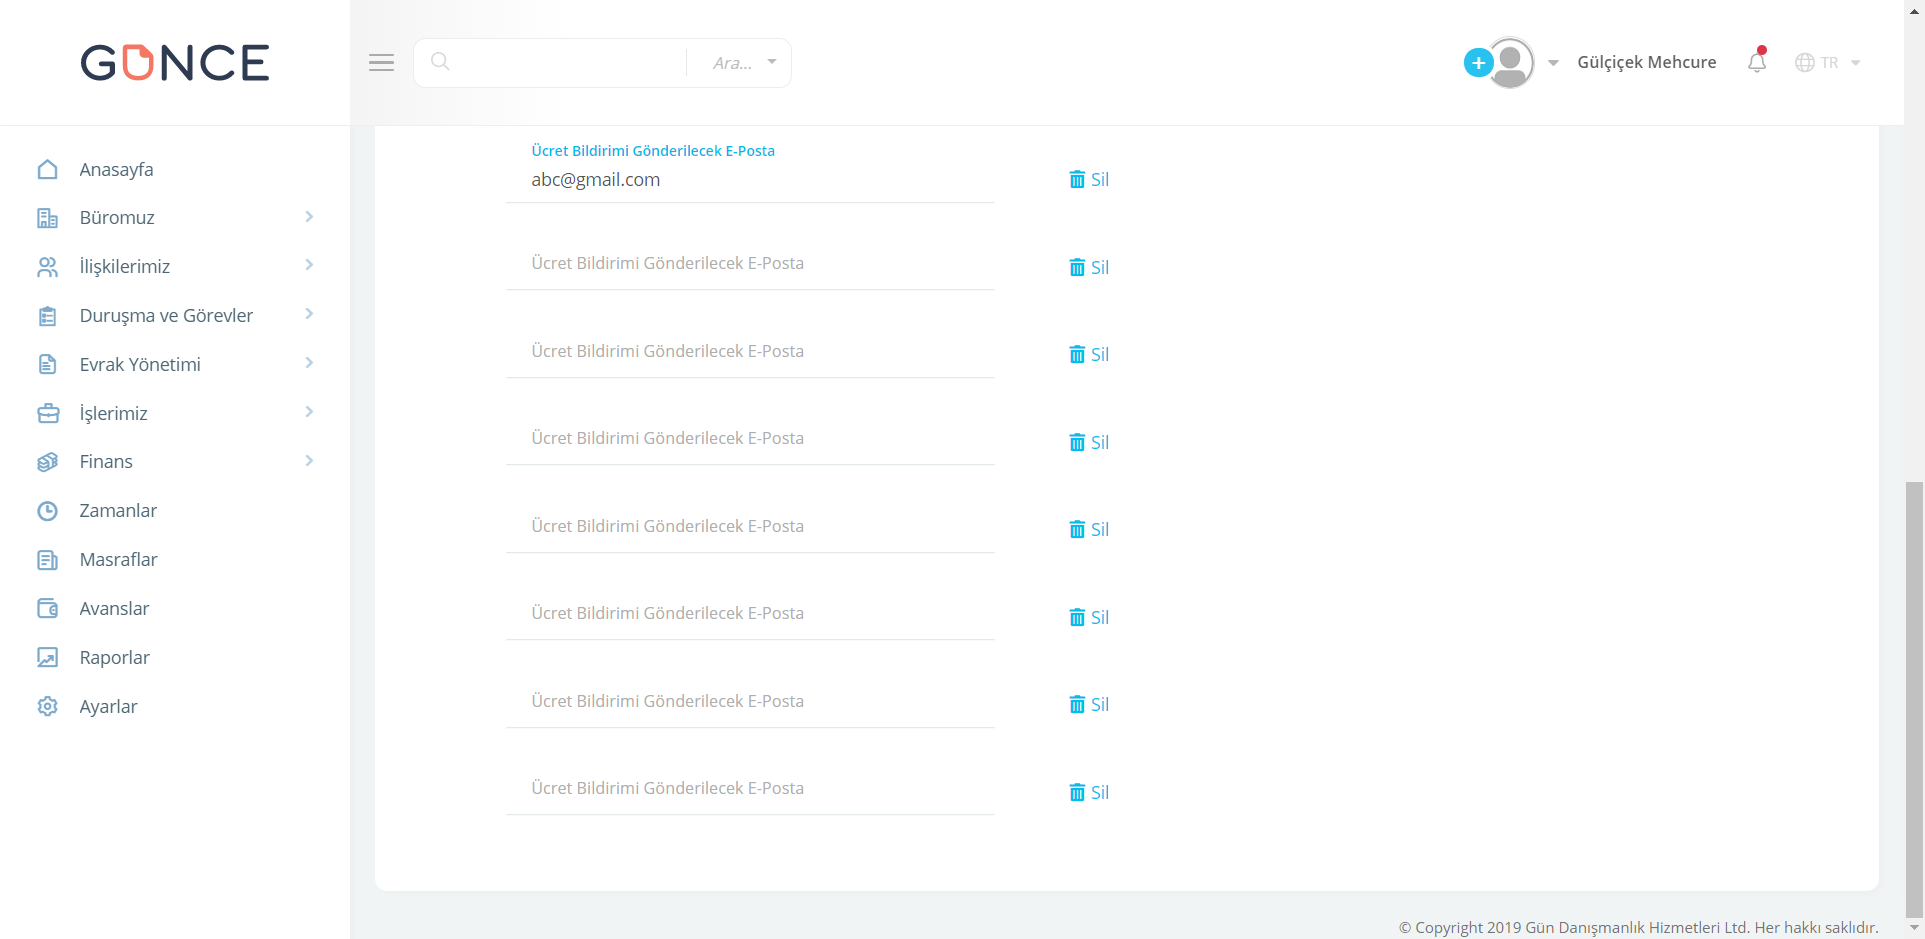 GÜNCE
Ara...
Gülçiçek Mehcure
TR
Anasayfa
Büromuz
İlişkilerimiz
Duruşma ve Görevler
Evrak Yönetimi
İşlerimiz
Finans
Zamanlar
Masraflar
Avanslar
Raporlar
Ayarlar
Ücret Bildirimi Gönderilecek E-Posta
abc@gmail.com
Sil
Ücret Bildirimi Gönderilecek E-Posta
Sil
Ücret Bildirimi Gönderilecek E-Posta
Sil
Ücret Bildirimi Gönderilecek E-Posta
Sil
Ücret Bildirimi Gönderilecek E-Posta
Sil
Ücret Bildirimi Gönderilecek E-Posta
Sil
Ücret Bildirimi Gönderilecek E-Posta
Sil
Ücret Bildirimi Gönderilecek E-Posta
Sil
© Copyright 2019 Gün Danışmanlık Hizmetleri Ltd. Her hakkı saklıdır.